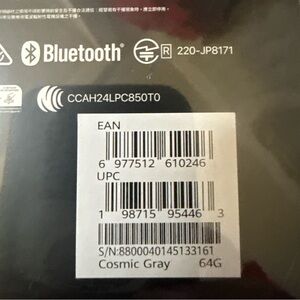 Bluetooth®
R 220-JP8171
CCAH24LPC850T0
EAN
6 977512 610246
UPC
1 98715 95446 3
S/N:8800040145133161
Cosmic Gray 64G